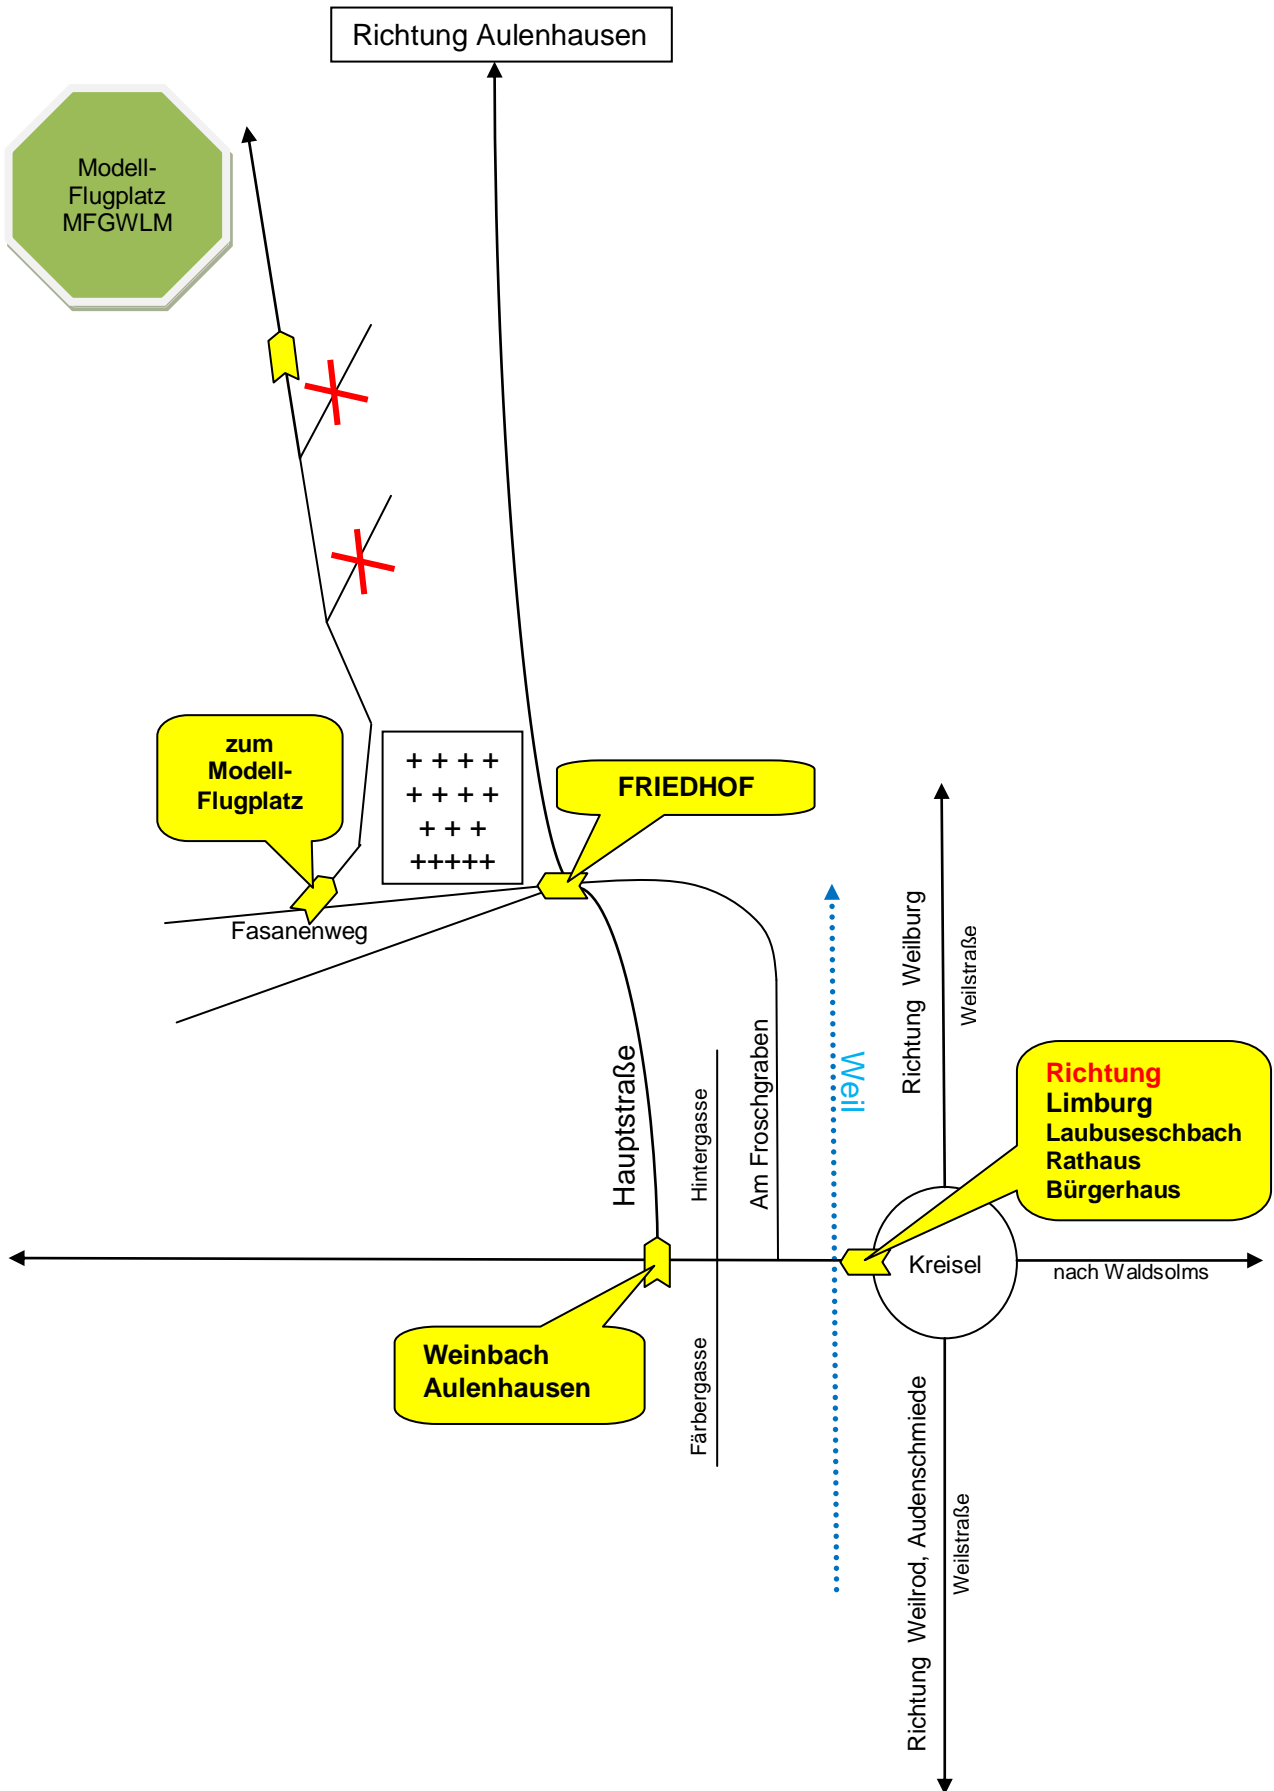 Richtung Aulenhausen
Modell-
Flugplatz
MFGWLM
zum
Modell-
Flugplatz
+ + + +
+ + + +
+ + +
+++++
FRIEDHOF
Fasanenweg
Richtung Weilburg
Weilstraße
Hauptstraße
Hintergasse
Am Froschgraben
Weil
Richtung
Limburg
Laubuseschbach
Rathaus
Bürgerhaus
Kreisel
nach Waldsolms
Weinbach
Aulenhausen
Färbergasse
Richtung Weilrod, Audenschmiede
Weilstraße